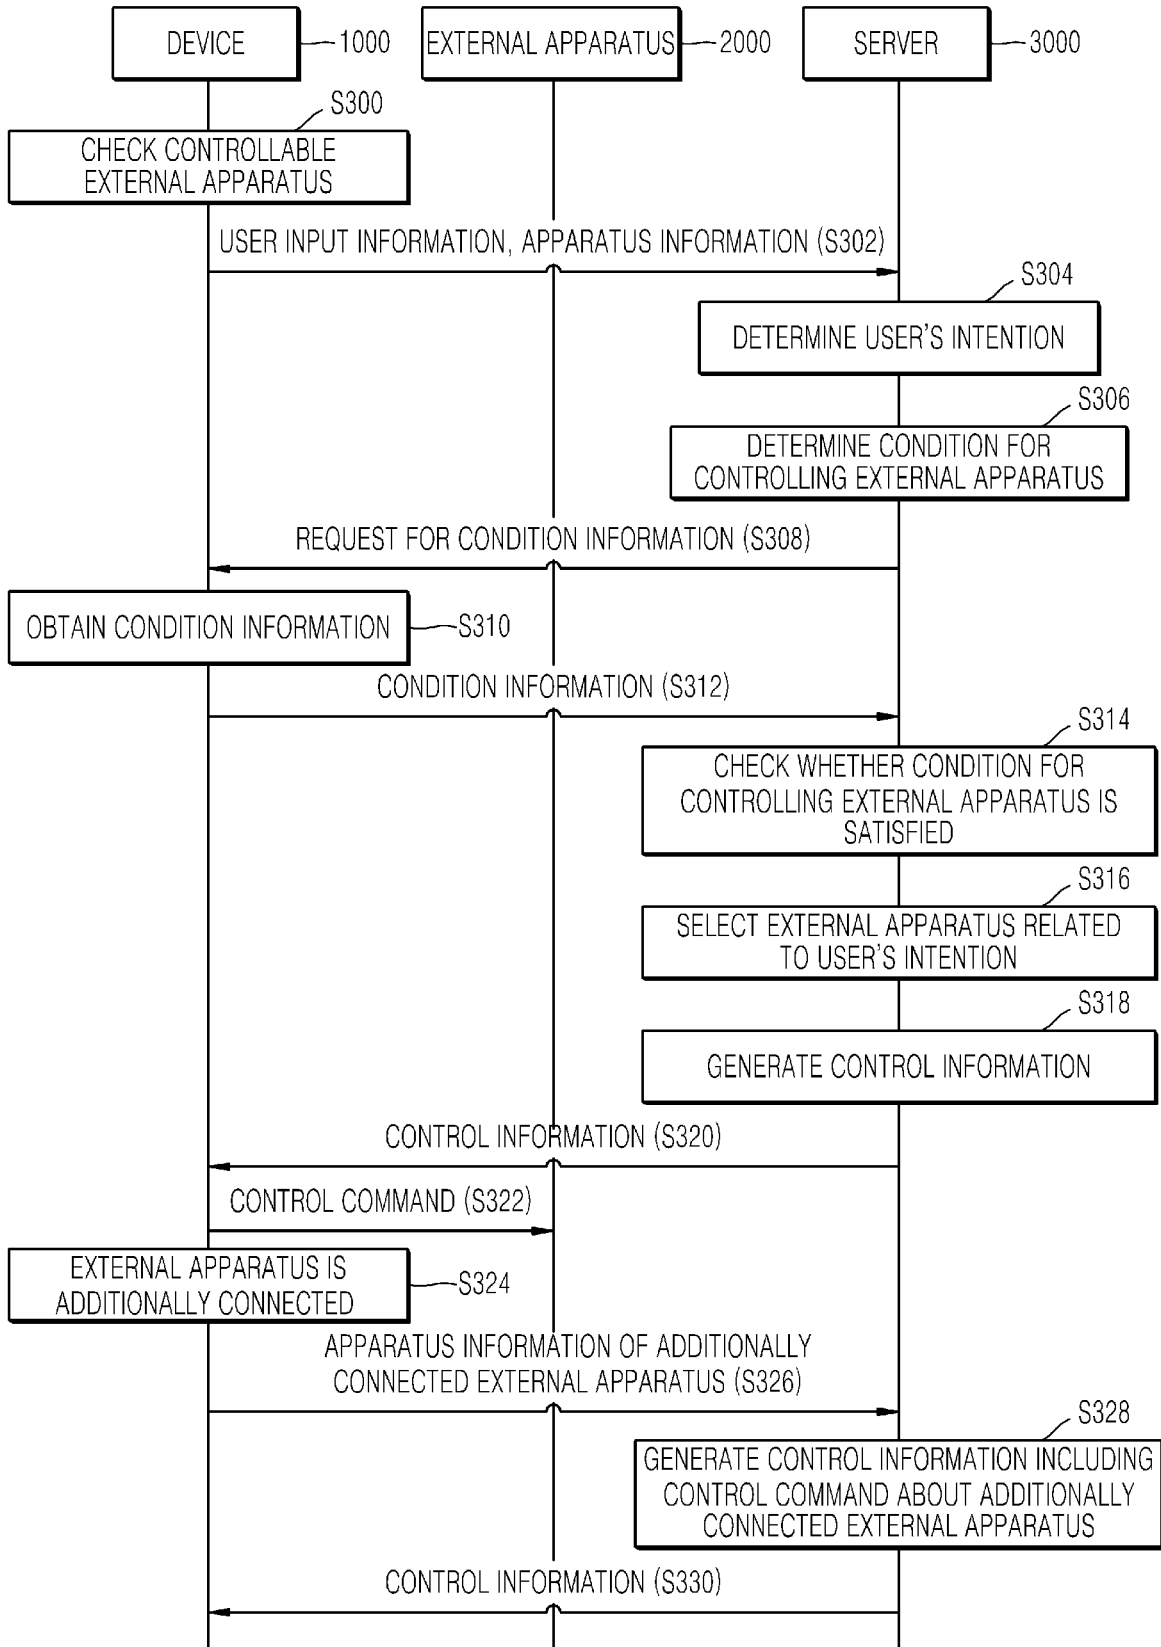 DEVICE
1000
EXTERNAL APPARATUS
2000
SERVER
3000
S300
CHECK CONTROLLABLE
EXTERNAL APPARATUS
USER INPUT INFORMATION, APPARATUS INFORMATION (S302)
S304
DETERMINE USER'S INTENTION
S306
DETERMINE CONDITION FOR
CONTROLLING EXTERNAL APPARATUS
REQUEST FOR CONDITION INFORMATION (S308)
OBTAIN CONDITION INFORMATION
S310
CONDITION INFORMATION (S312)
S314
CHECK WHETHER CONDITION FOR
CONTROLLING EXTERNAL APPARATUS IS
SATISFIED
S316
SELECT EXTERNAL APPARATUS RELATED
TO USER'S INTENTION
S318
GENERATE CONTROL INFORMATION
CONTROL INFORMATION (S320)
CONTROL COMMAND (S322)
EXTERNAL APPARATUS IS
ADDITIONALLY CONNECTED
S324
APPARATUS INFORMATION OF ADDITIONALLY
CONNECTED EXTERNAL APPARATUS (S326)
S328
GENERATE CONTROL INFORMATION INCLUDING
CONTROL COMMAND ABOUT ADDITIONALLY
CONNECTED EXTERNAL APPARATUS
CONTROL INFORMATION (S330)